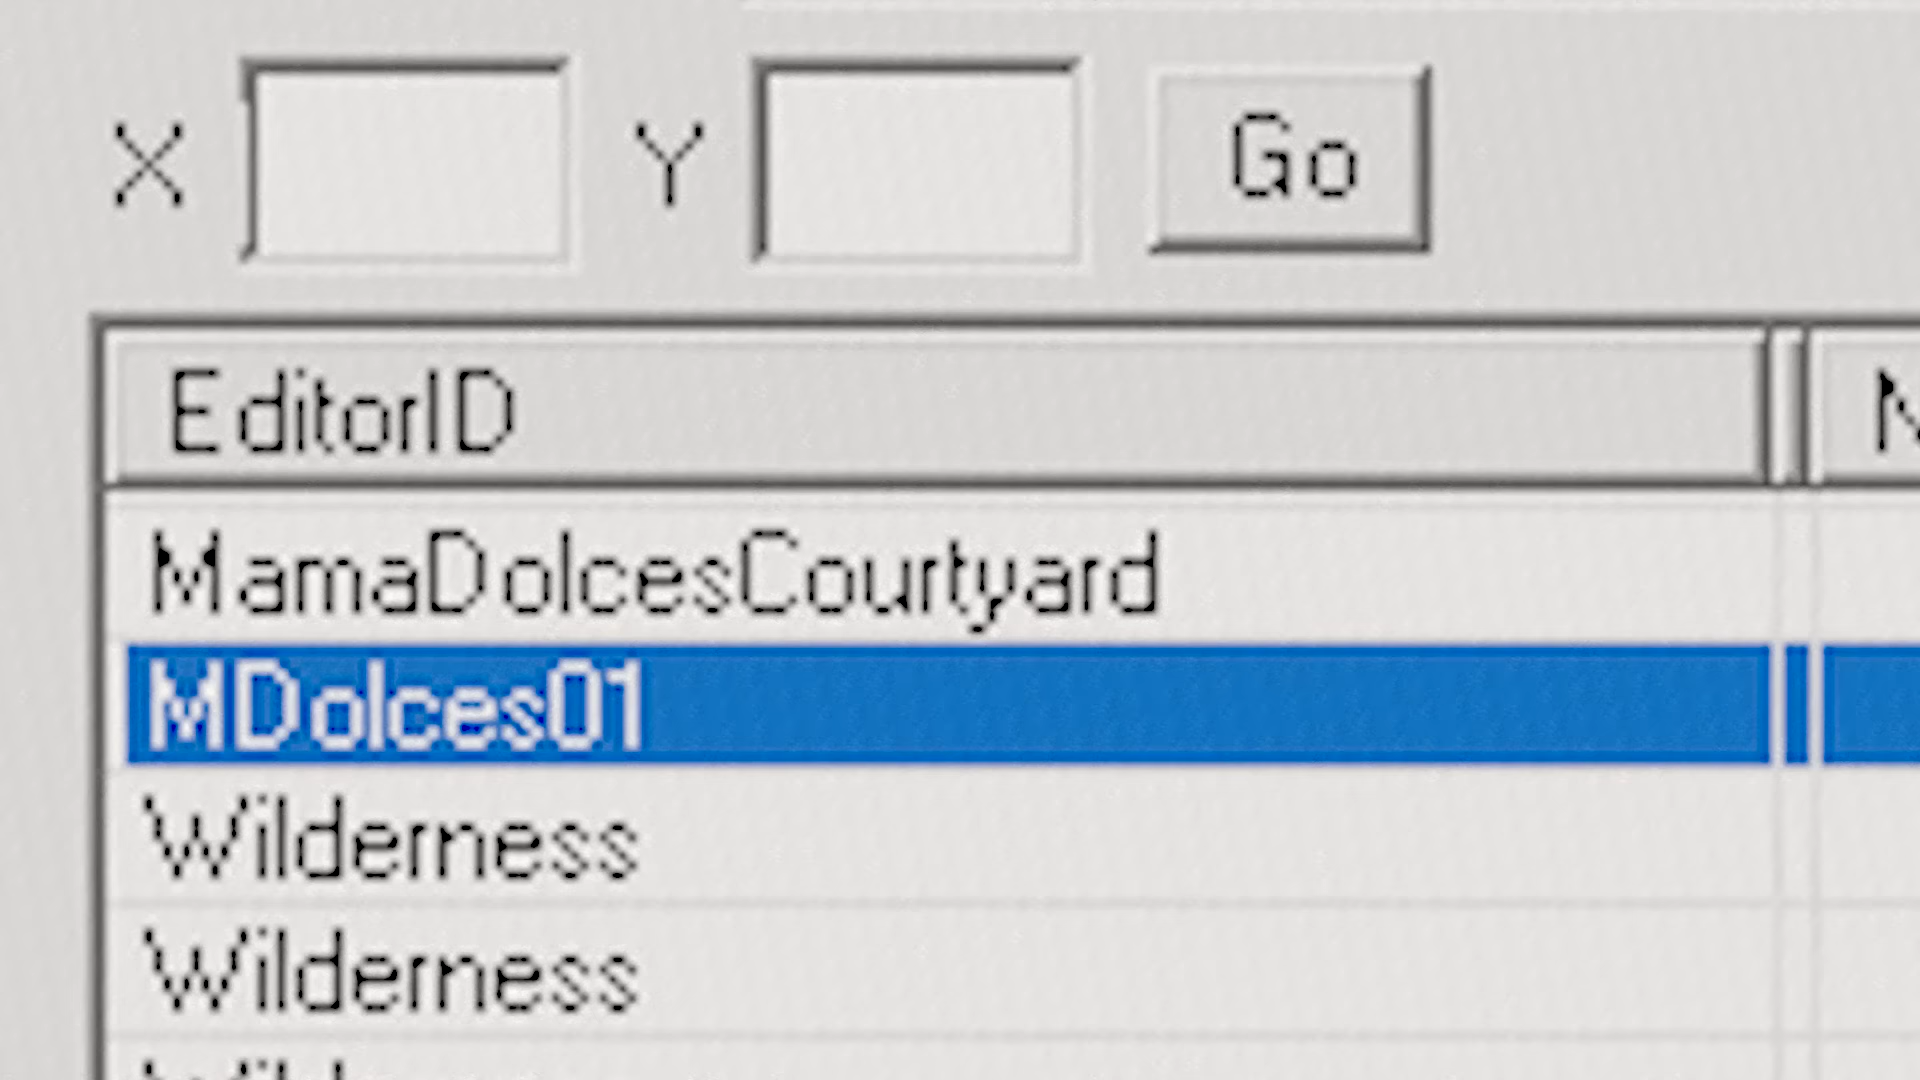 X Y Go
EditorID
MamaDolcesCourtyard
MDolces01
Wilderness
Wilderness